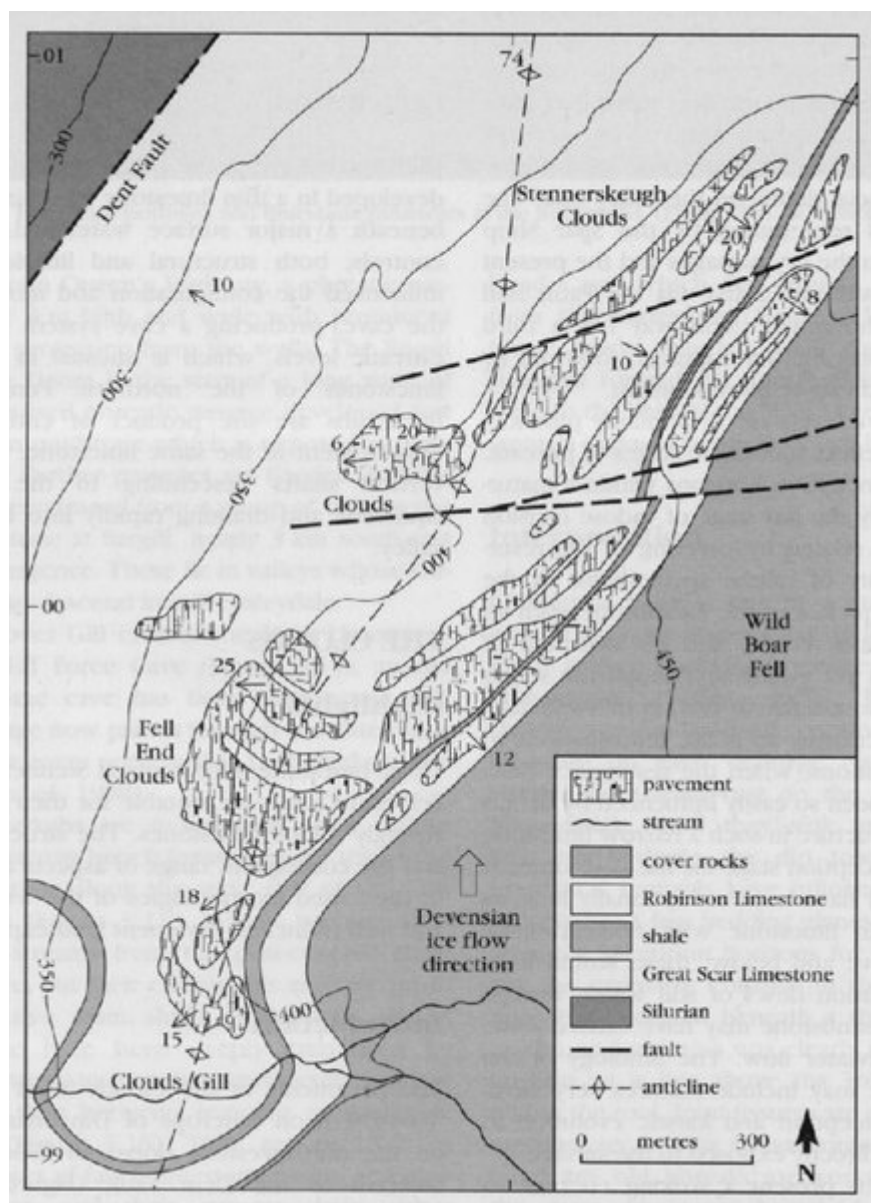 01
74
300
Dent Fault
Stennerskeugh
Clouds
20
10
8
10
300
6
350
Clouds
400
00
450
Wild
Boar
Fell
25
Fell
End
Clouds
12
pavement
stream
cover rocks
Robinson Limestone
shale
Great Scar Limestone
Silurian
fault
anticline
18
Devensian
ice flow
direction
350
15
400
Clouds Gill
99
0 metres 300
N